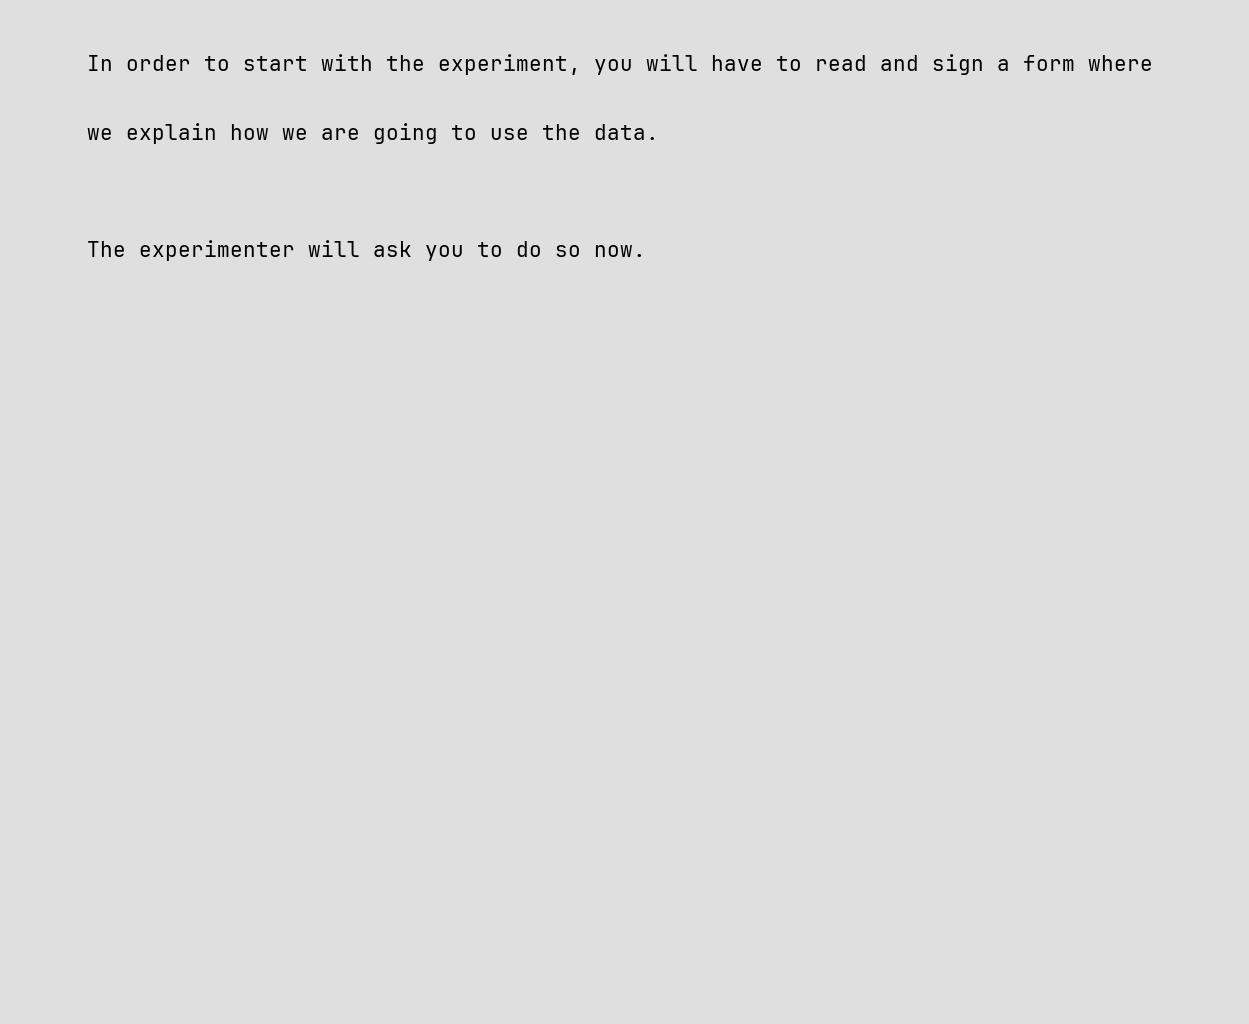 In order to start with the experiment, you will have to read and sign a form where
we explain how we are going to use the data.
The experimenter will ask you to do so now.